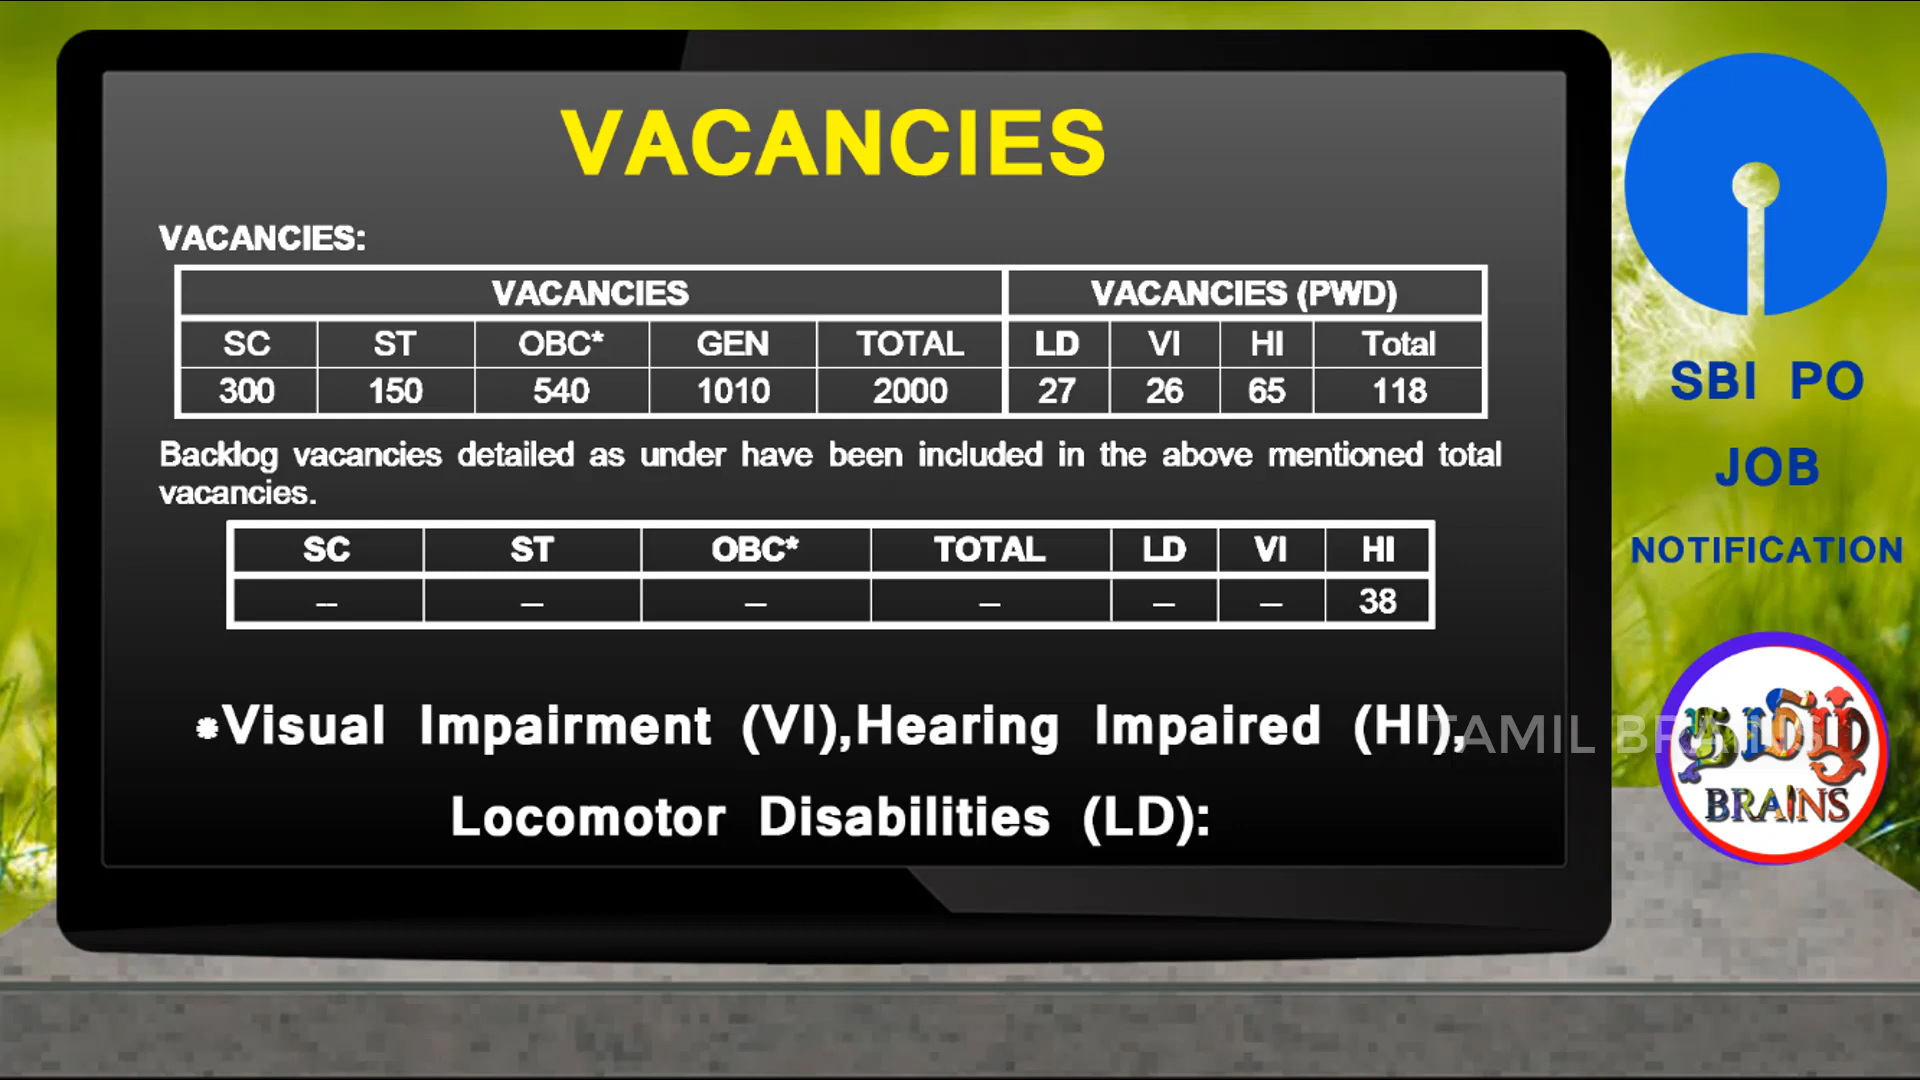 VACANCIES
VACANCIES:
VACANCIES VACANCIES (PWD)
SC ST OBC* GEN TOTAL LD VI HI Total
300 150 540 1010 2000 27 26 65 118
Backlog vacancies detailed as under have been included in the above mentioned total
vacancies.
SC ST OBC* TOTAL LD VI HI
-- – – – – – 38
*Visual Impairment (VI),Hearing Impaired (HI),
Locomotor Disabilities (LD):
SBI PO
JOB
NOTIFICATION
TAMIL BRAINS
தமிழ்
BRAINS